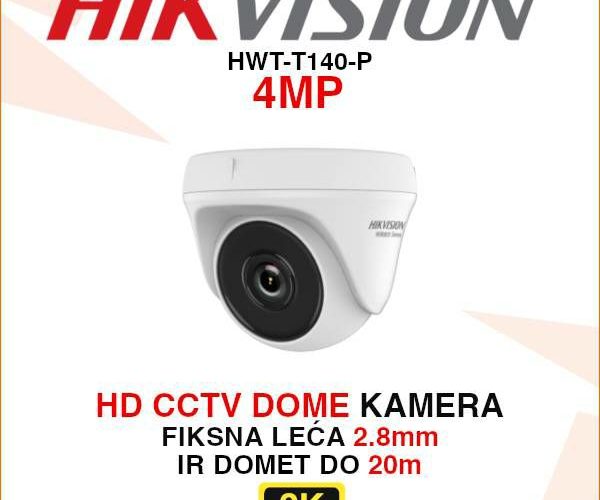 HIKVISION
HWT-T140-P
4MP
HIKVISION
HD CCTV DOME KAMERA
FIKSNA LEĆA 2.8mm
IR DOMET DO 20m